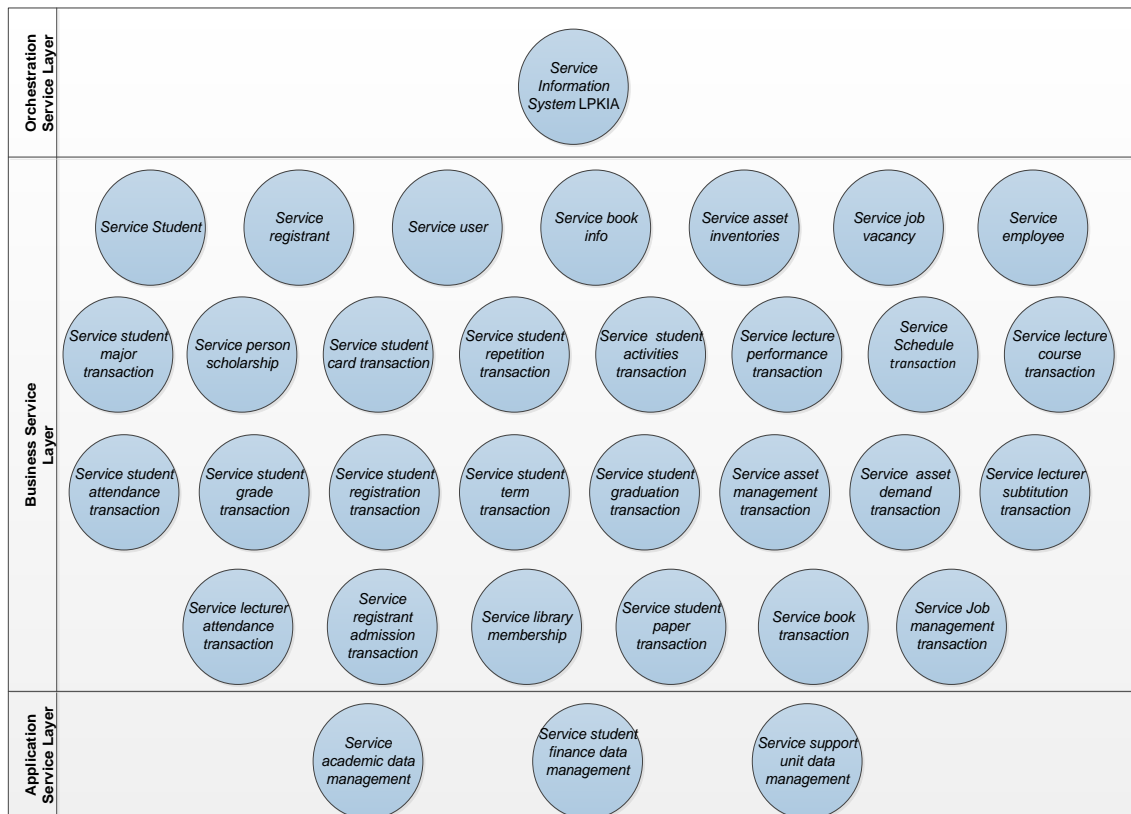 Orchestration
Service Layer
Service
Information
System LPKIA
Business Service
Layer
Service Student
Service
registrant
Service user
Service book
info
Service asset
inventories
Service job
vacancy
Service
employee
Service student
major
transaction
Service person
scholarship
Service student
card transaction
Service student
repetition
transaction
Service student
activities
transaction
Service lecture
performance
transaction
Service
Schedule
transaction
Service lecture
course
transaction
Service student
attendance
transaction
Service student
grade
transaction
Service student
registration
transaction
Service student
term
transaction
Service student
graduation
transaction
Service asset
management
transaction
Service asset
demand
transaction
Service lecturer
subtitution
transaction
Service lecturer
attendance
transaction
Service
registrant
admission
transaction
Service library
membership
Service student
paper
transaction
Service book
transaction
Service Job
management
transaction
Application
Service Layer
Service
academic data
management
Service student
finance data
management
Service support
unit data
management